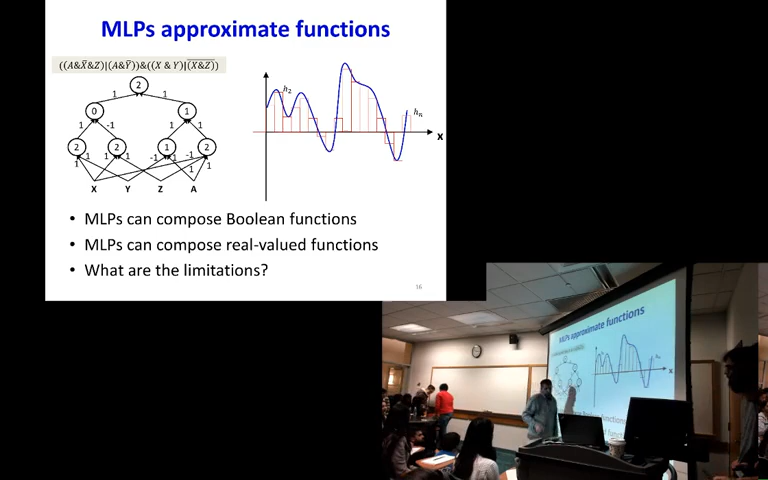 MLPs approximate functions
((A&X̄&Z)|(A&Ȳ))&((X & Y)|\overline{(X&Z)})
2
1 1
0 1
1 -1 1 1
2 2 1 2
1 1 1 1 -1 1 -1 1 1
X Y Z A
h₂
hₙ
x
• MLPs can compose Boolean functions
• MLPs can compose real-valued functions
• What are the limitations?
16
MLPs approximate functions
x